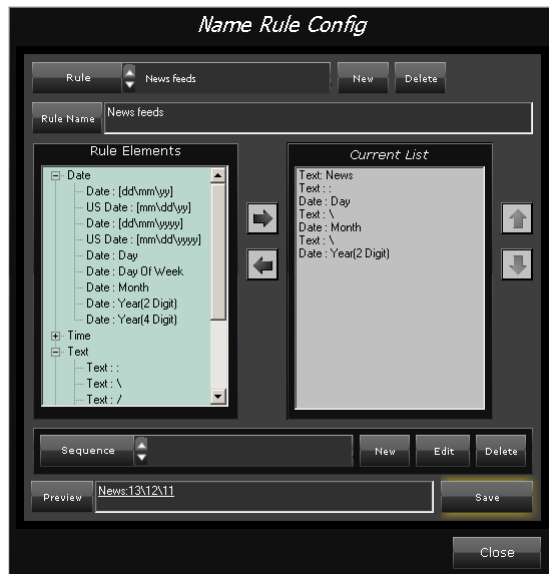 Name Rule Config
Rule News feeds New Delete
Rule Name News feeds
Rule Elements
Date
Date : [dd\mm\yy]
US Date : [mm\dd\yy]
Date : [dd\mm\yyyy]
US Date : [mm\dd\yyyy]
Date : Day
Date : Day Of Week
Date : Month
Date : Year(2 Digit)
Date : Year(4 Digit)
Time
Text
Text : :
Text : \
Text : /
Current List
Text: News
Text : :
Date : Day
Text : \
Date : Month
Text : \
Date : Year(2 Digit)
Sequence New Edit Delete
Preview News:13\12\11 Save
Close